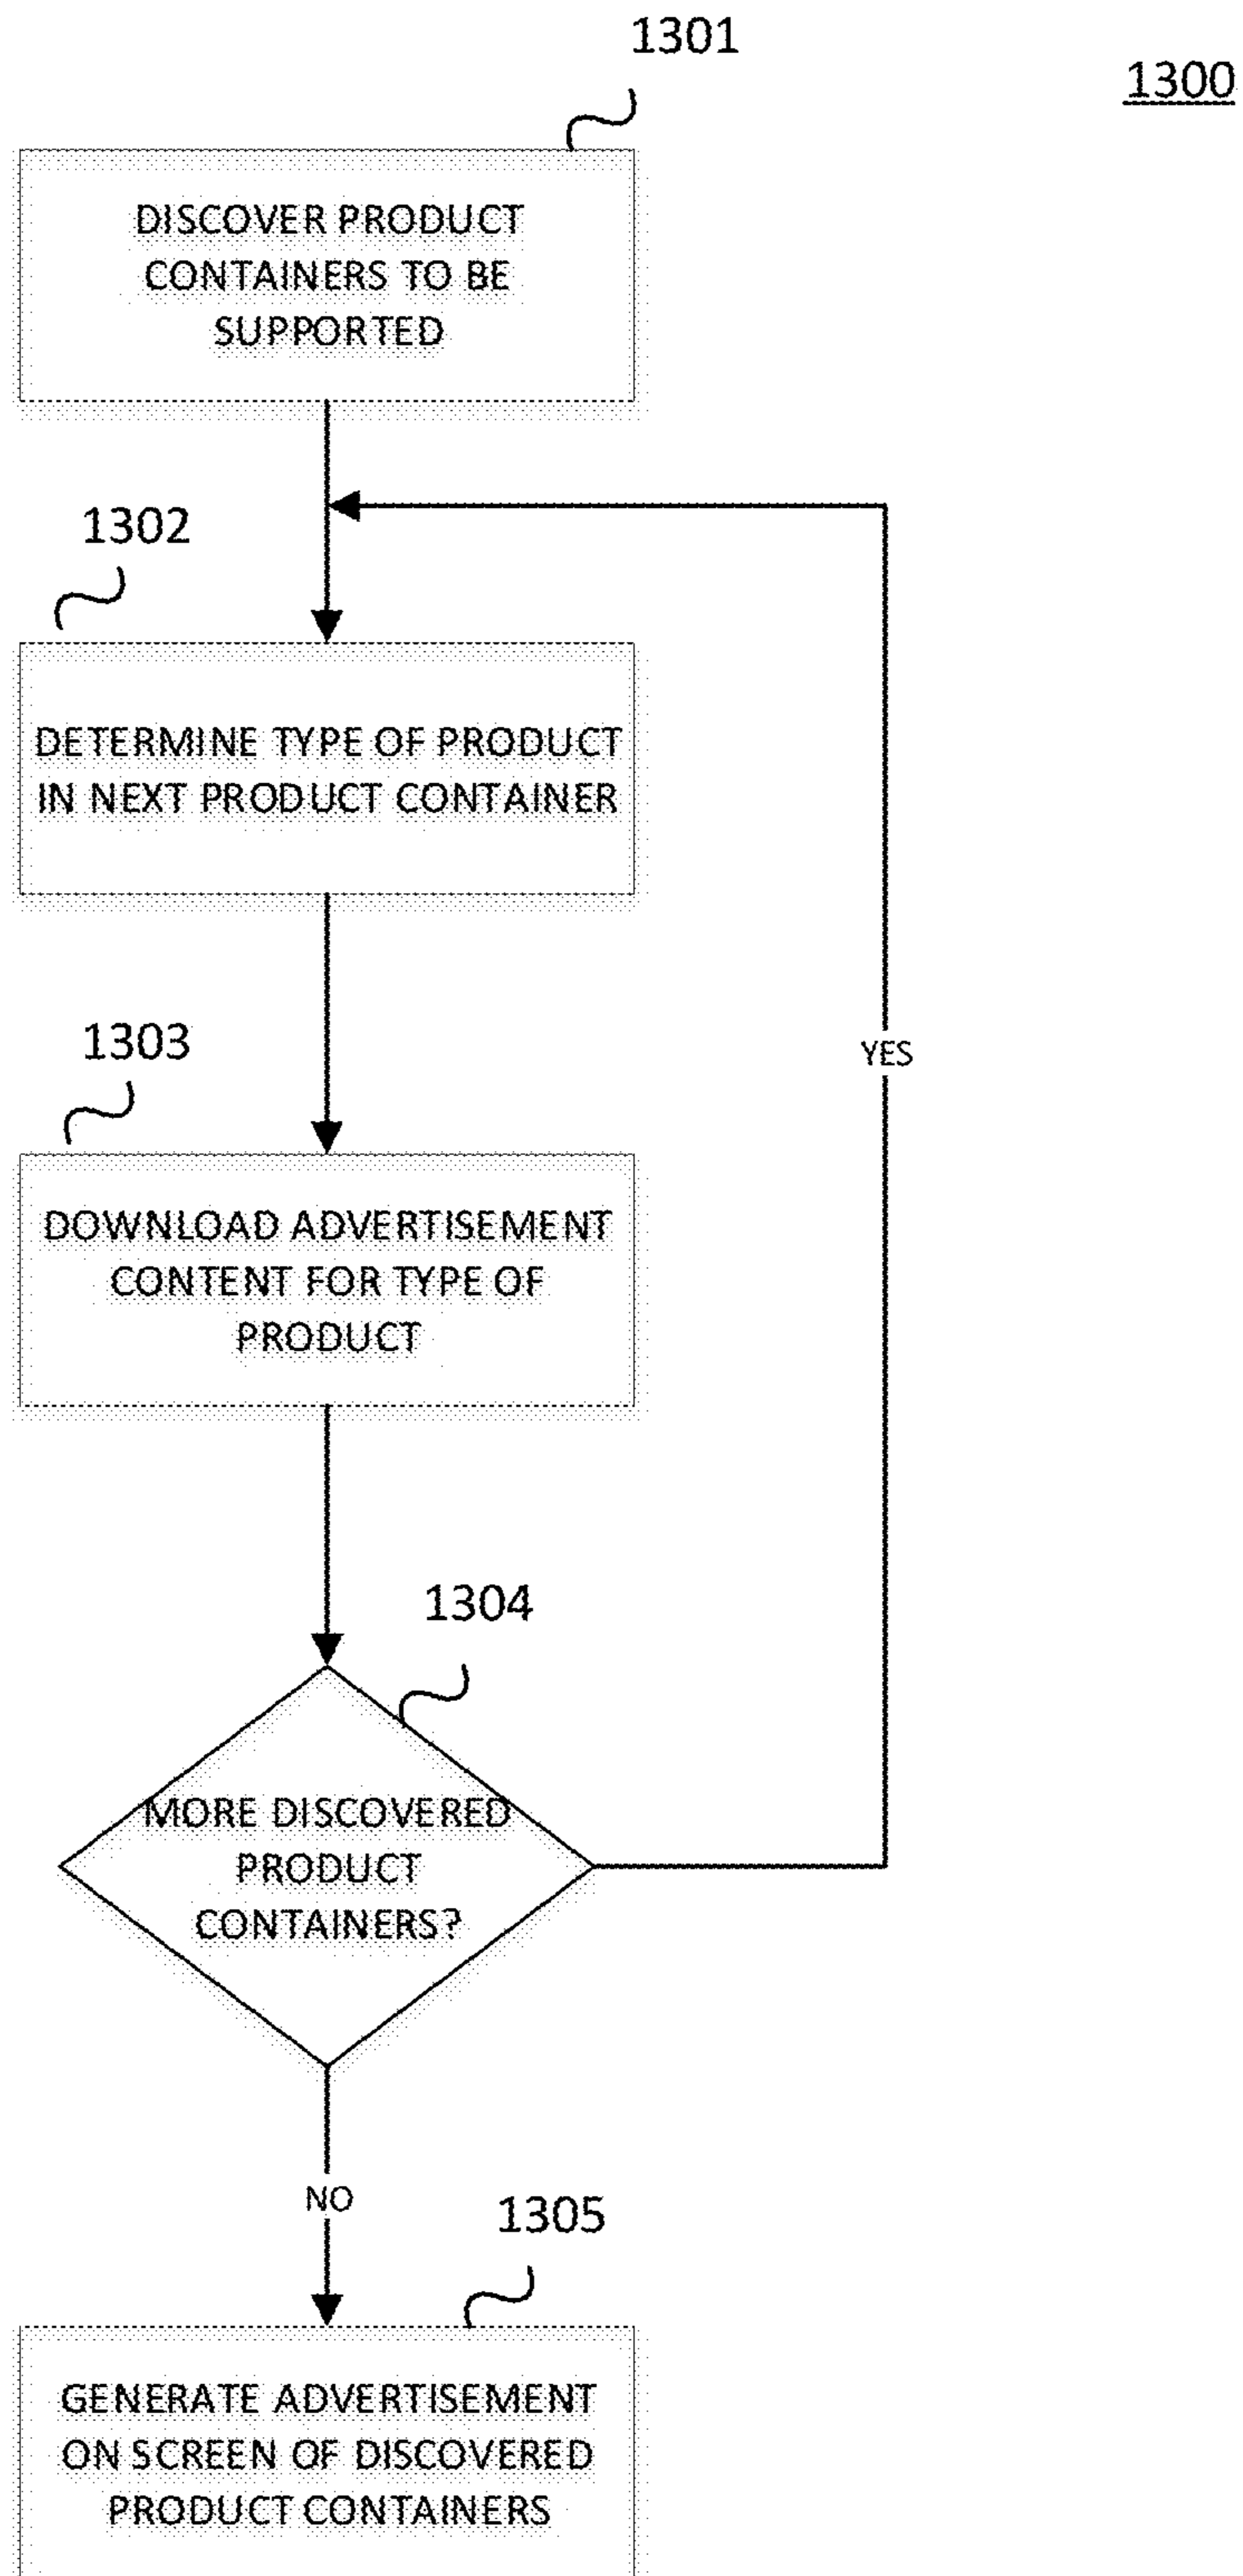 1301
1300
DISCOVER PRODUCT
CONTAINERS TO BE
SUPPORTED
1302
DETERMINE TYPE OF PRODUCT
IN NEXT PRODUCT CONTAINER
1303
YES
DOWNLOAD ADVERTISEMENT
CONTENT FOR TYPE OF
PRODUCT
1304
MORE DISCOVERED
PRODUCT
CONTAINERS?
NO
1305
GENERATE ADVERTISEMENT
ON SCREEN OF DISCOVERED
PRODUCT CONTAINERS